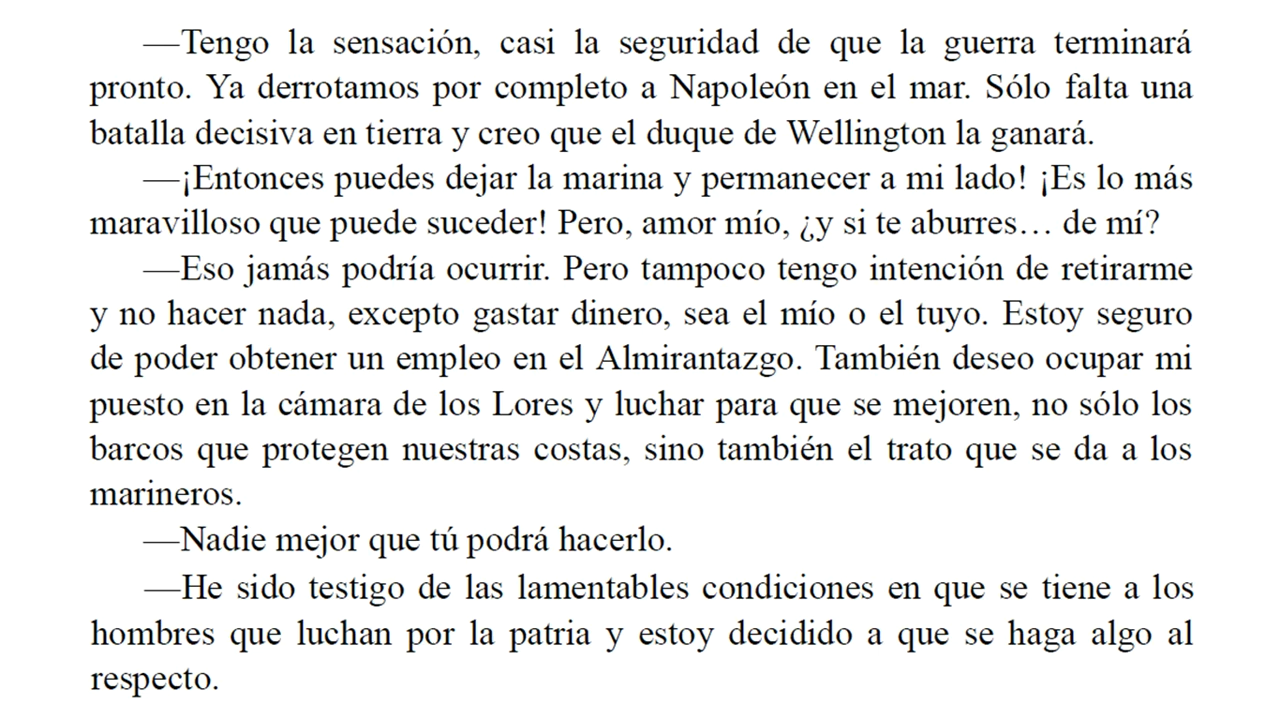 —Tengo la sensación, casi la seguridad de que la guerra terminará
pronto. Ya derrotamos por completo a Napoleón en el mar. Sólo falta una
batalla decisiva en tierra y creo que el duque de Wellington la ganará.
—¡Entonces puedes dejar la marina y permanecer a mi lado! ¡Es lo más
maravilloso que puede suceder! Pero, amor mío, ¿y si te aburres… de mí?
—Eso jamás podría ocurrir. Pero tampoco tengo intención de retirarme
y no hacer nada, excepto gastar dinero, sea el mío o el tuyo. Estoy seguro
de poder obtener un empleo en el Almirantazgo. También deseo ocupar mi
puesto en la cámara de los Lores y luchar para que se mejoren, no sólo los
barcos que protegen nuestras costas, sino también el trato que se da a los
marineros.
—Nadie mejor que tú podrá hacerlo.
—He sido testigo de las lamentables condiciones en que se tiene a los
hombres que luchan por la patria y estoy decidido a que se haga algo al
respecto.